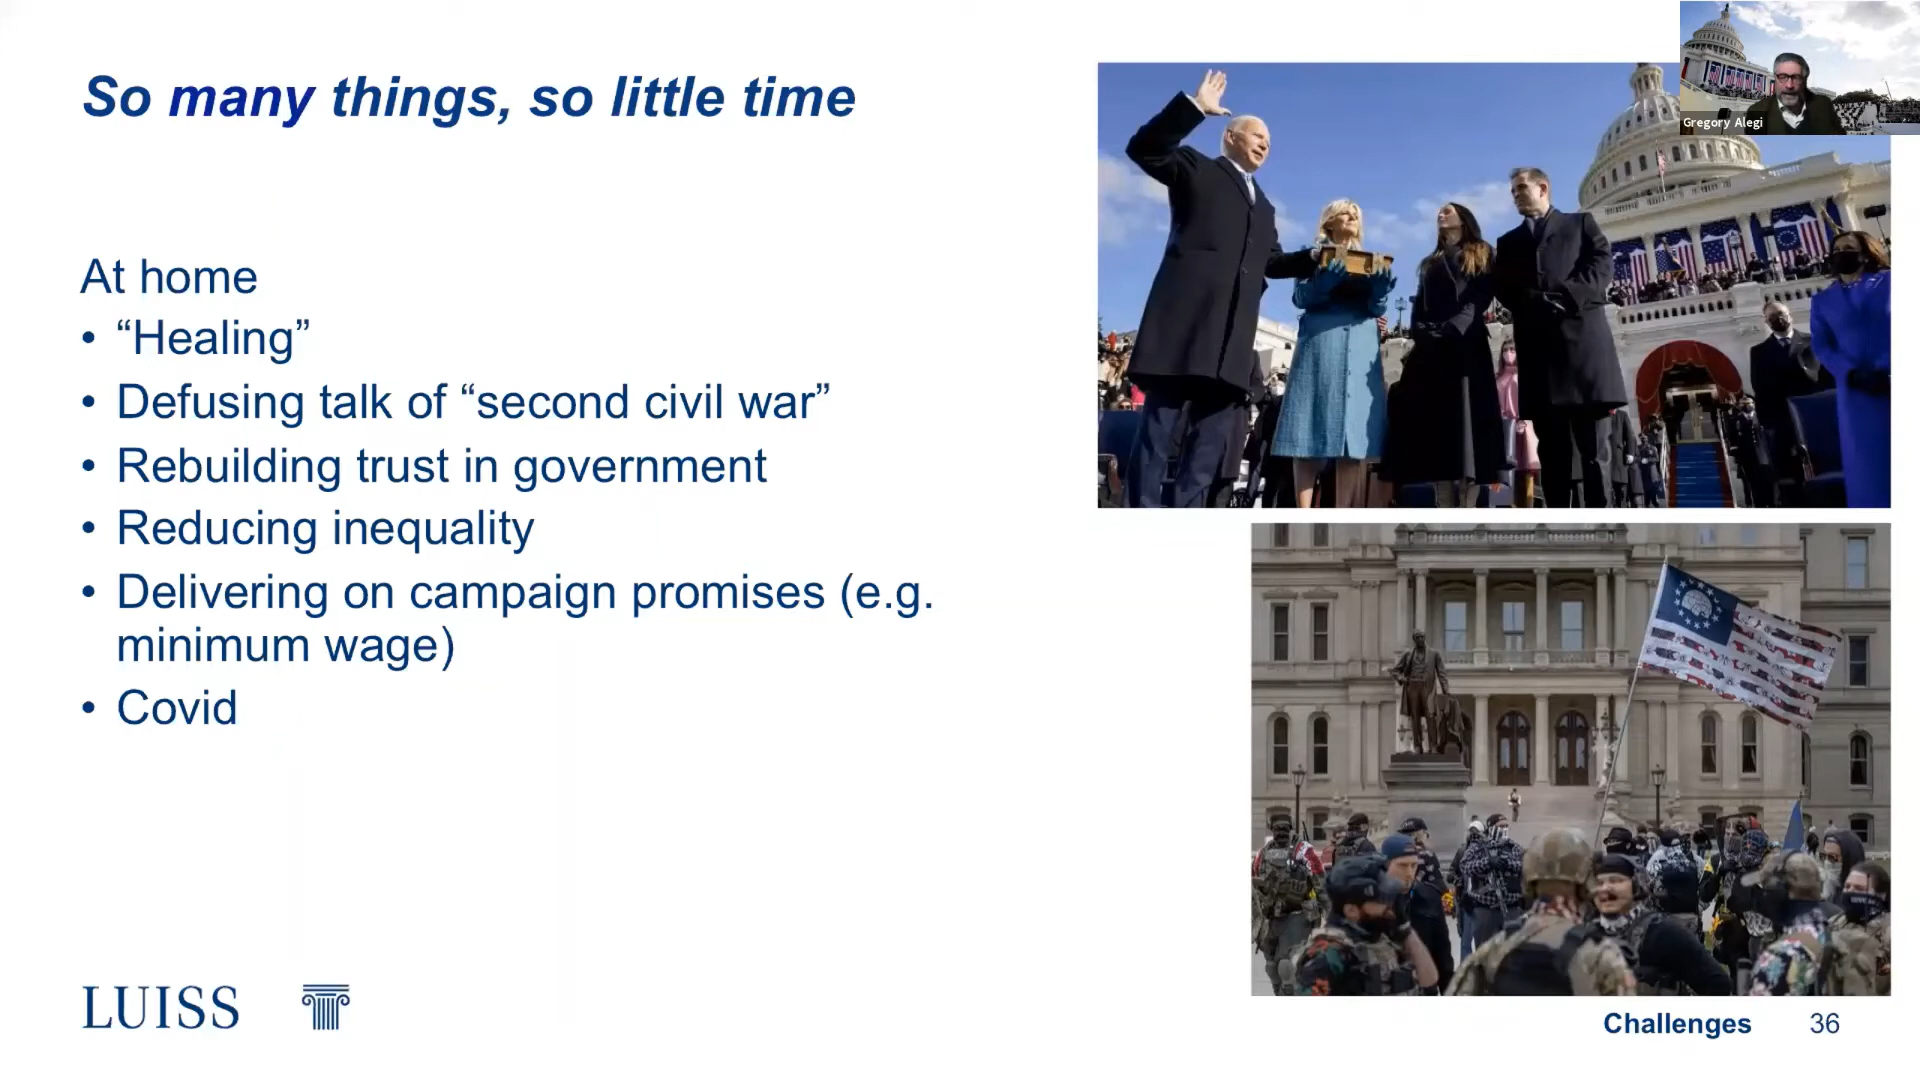 So many things, so little time
Gregory Alegi
At home
• “Healing”
• Defusing talk of “second civil war”
• Rebuilding trust in government
• Reducing inequality
• Delivering on campaign promises (e.g.
minimum wage)
• Covid
LUISS
Challenges 36